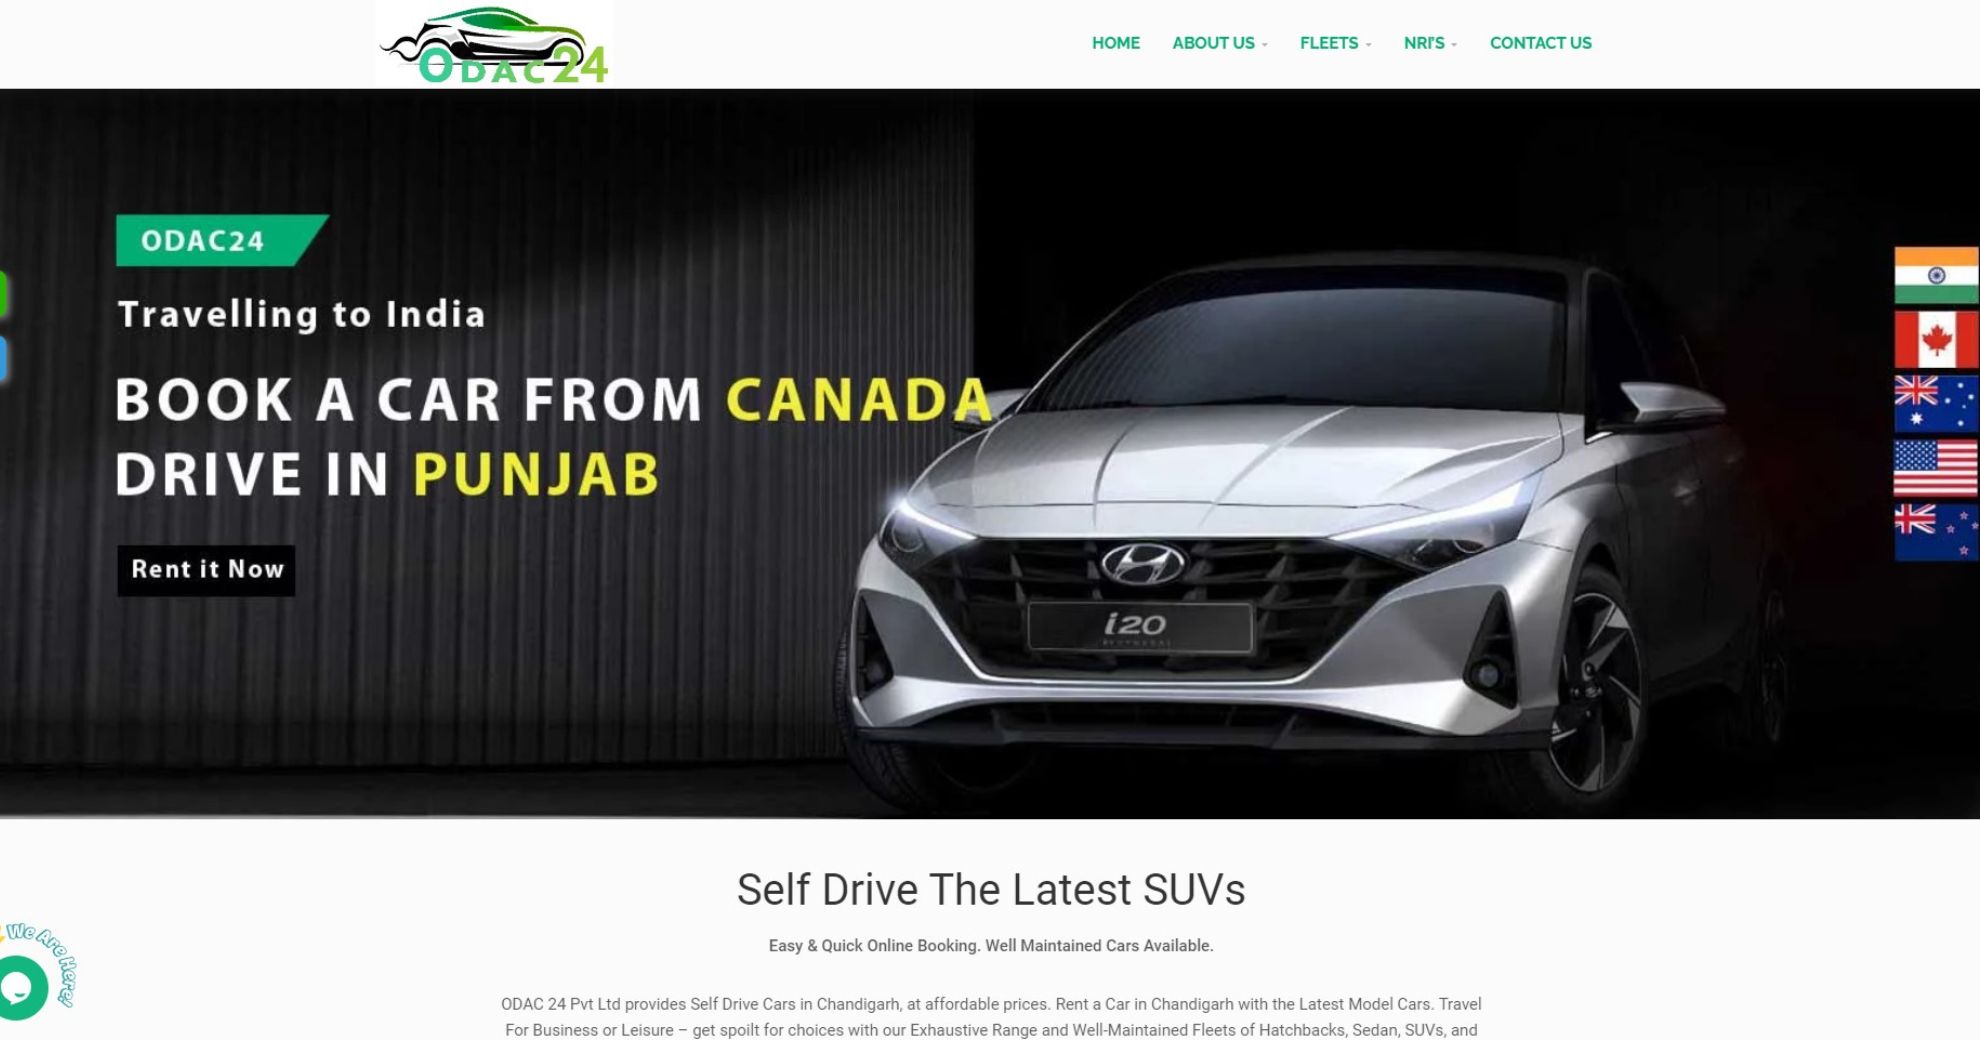 ODAC24
HOME ABOUT US FLEETS NRI'S CONTACT US
ODAC24
Travelling to India
BOOK A CAR FROM CANADA
DRIVE IN PUNJAB
Rent it Now
i20
Self Drive The Latest SUVs
Easy & Quick Online Booking. Well Maintained Cars Available.
We Are Here!
ODAC 24 Pvt Ltd provides Self Drive Cars in Chandigarh, at affordable prices. Rent a Car in Chandigarh with the Latest Model Cars. Travel
For Business or Leisure – get spoilt for choices with our Exhaustive Range and Well-Maintained Fleets of Hatchbacks, Sedan, SUVs, and